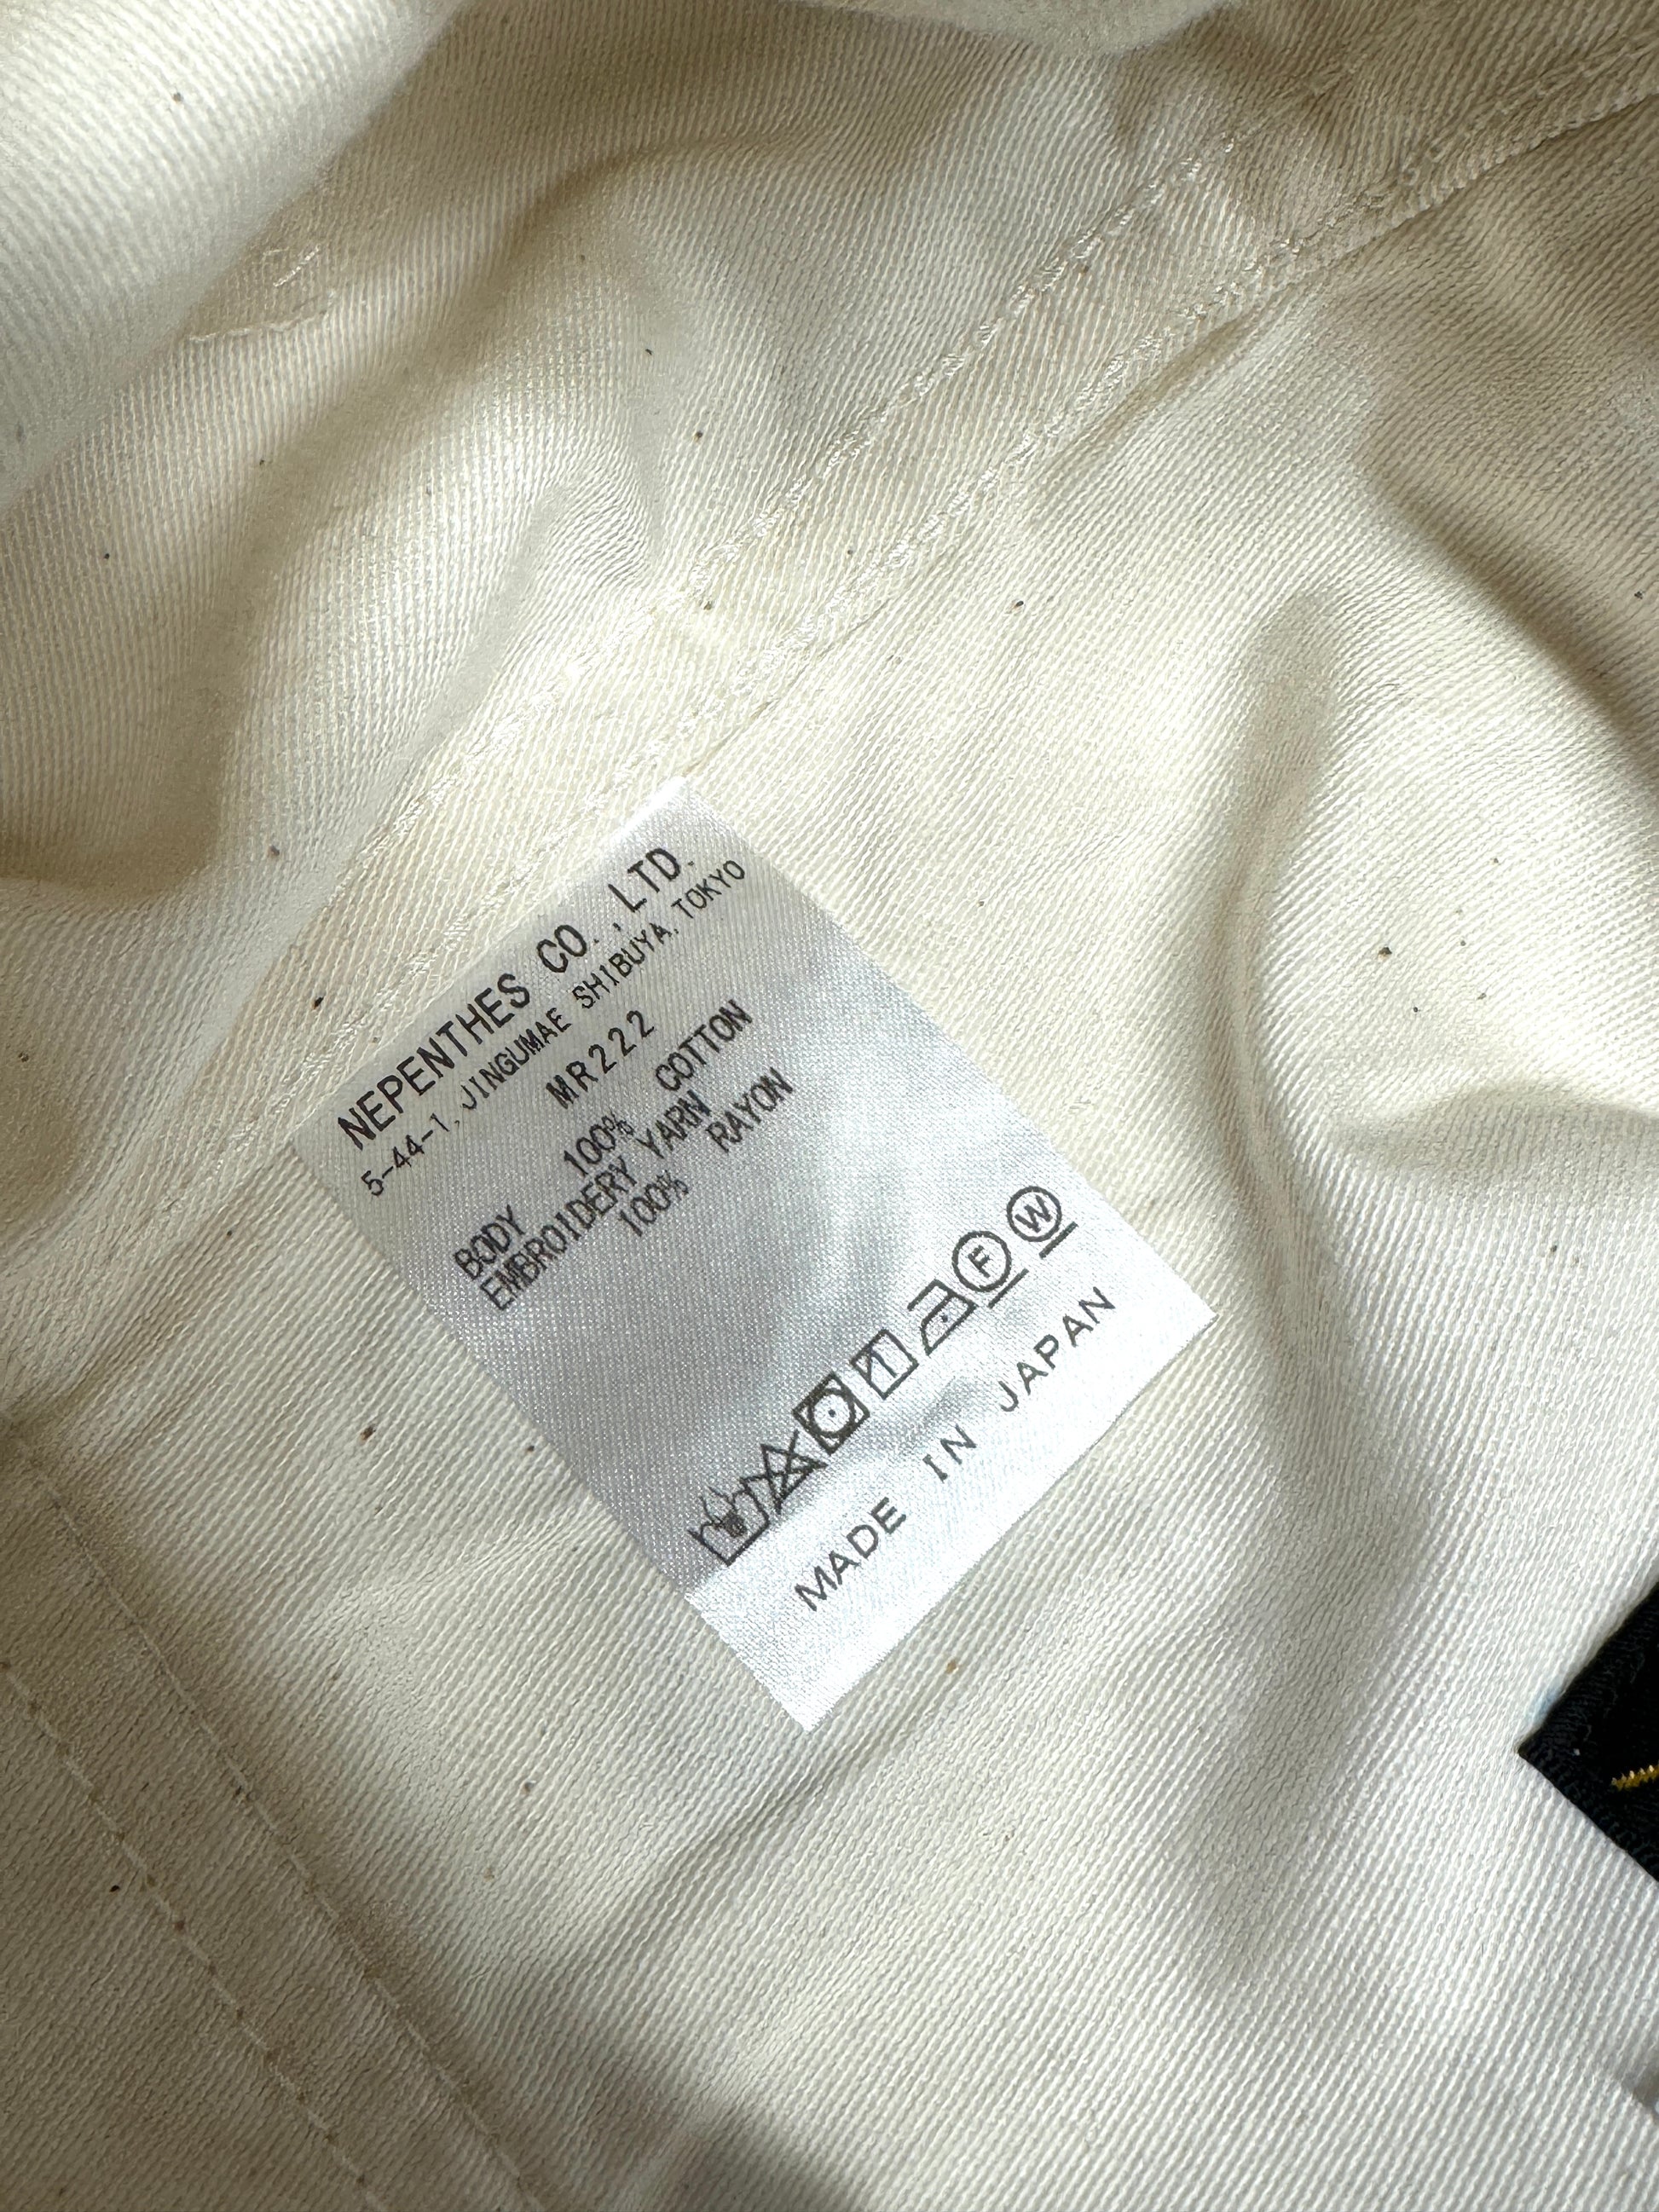 NEPENTHES CO.,LTD.
5-44-1, JINGUMAE SHIBUYA, TOKYO
MR222
BODY 100% COTTON
EMBROIDERY YARN
100% RAYON
F W
MADE IN JAPAN